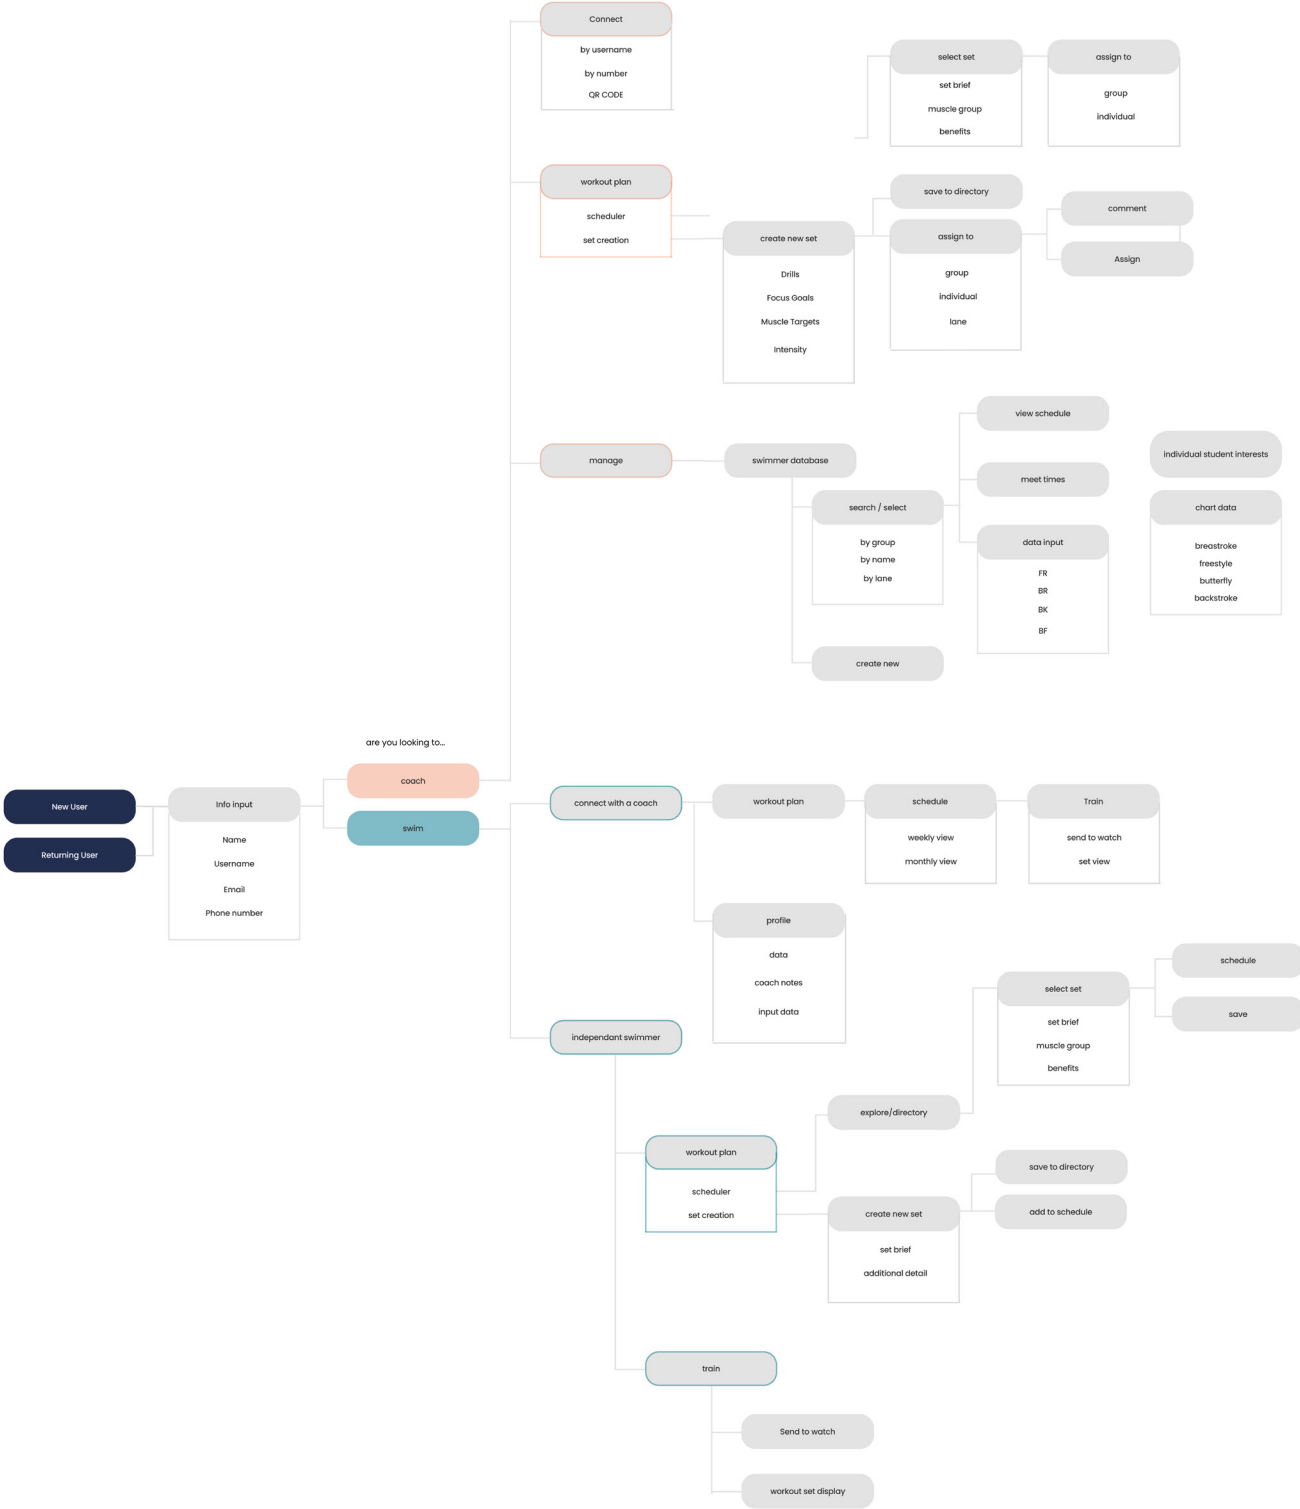 Connect
by username
by number
QR CODE
select set
set brief
muscle group
benefits
assign to
group
individual
workout plan
scheduler
set creation
create new set
Drills
Focus Goals
Muscle Targets
Intensity
save to directory
assign to
group
individual
lane
comment
Assign
manage
swimmer database
search / select
by group
by name
by lane
create new
view schedule
meet times
data input
FR
BR
BK
BF
individual student interests
chart data
breastroke
freestyle
butterfly
backstroke
are you looking to...
New User
Returning User
Info input
Name
Username
Email
Phone number
coach
swim
connect with a coach
workout plan
schedule
weekly view
monthly view
Train
send to watch
set view
profile
data
coach notes
input data
independant swimmer
workout plan
scheduler
set creation
explore/directory
select set
set brief
muscle group
benefits
schedule
save
create new set
set brief
additional detail
save to directory
add to schedule
train
Send to watch
workout set display